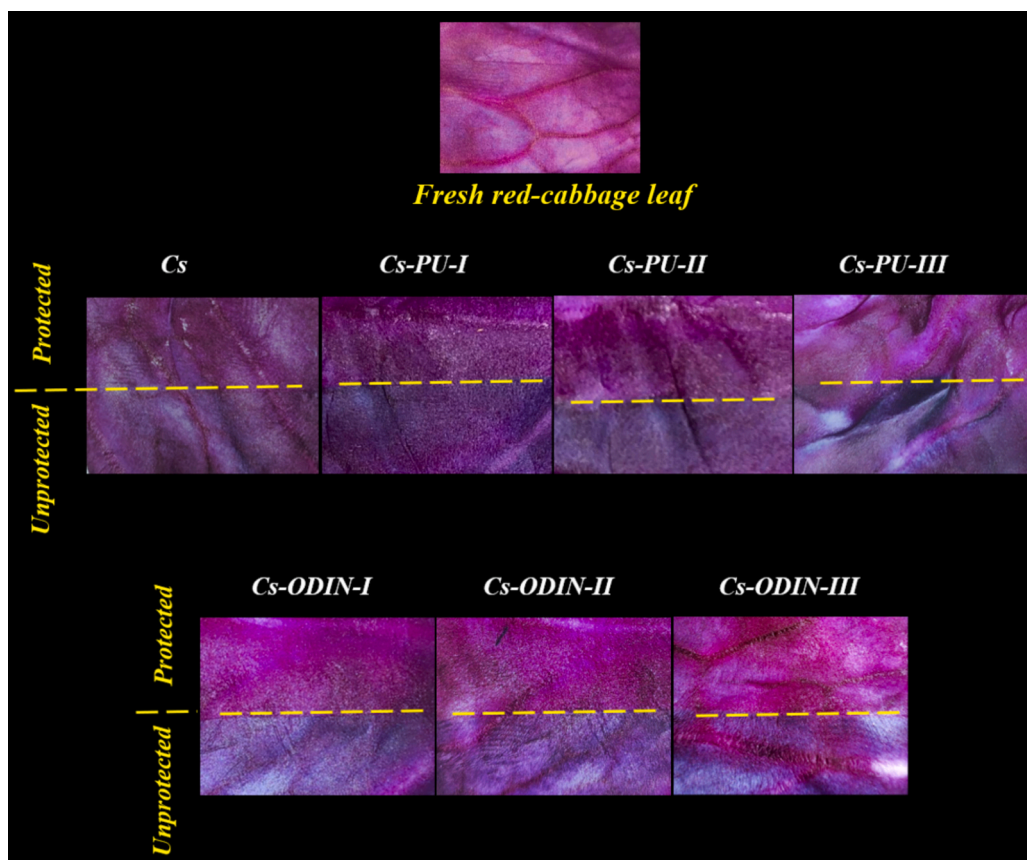 Fresh red-cabbage leaf
Cs
Cs-PU-I
Cs-PU-II
Cs-PU-III
Protected
Unprotected
Cs-ODIN-I
Cs-ODIN-II
Cs-ODIN-III
Protected
Unprotected